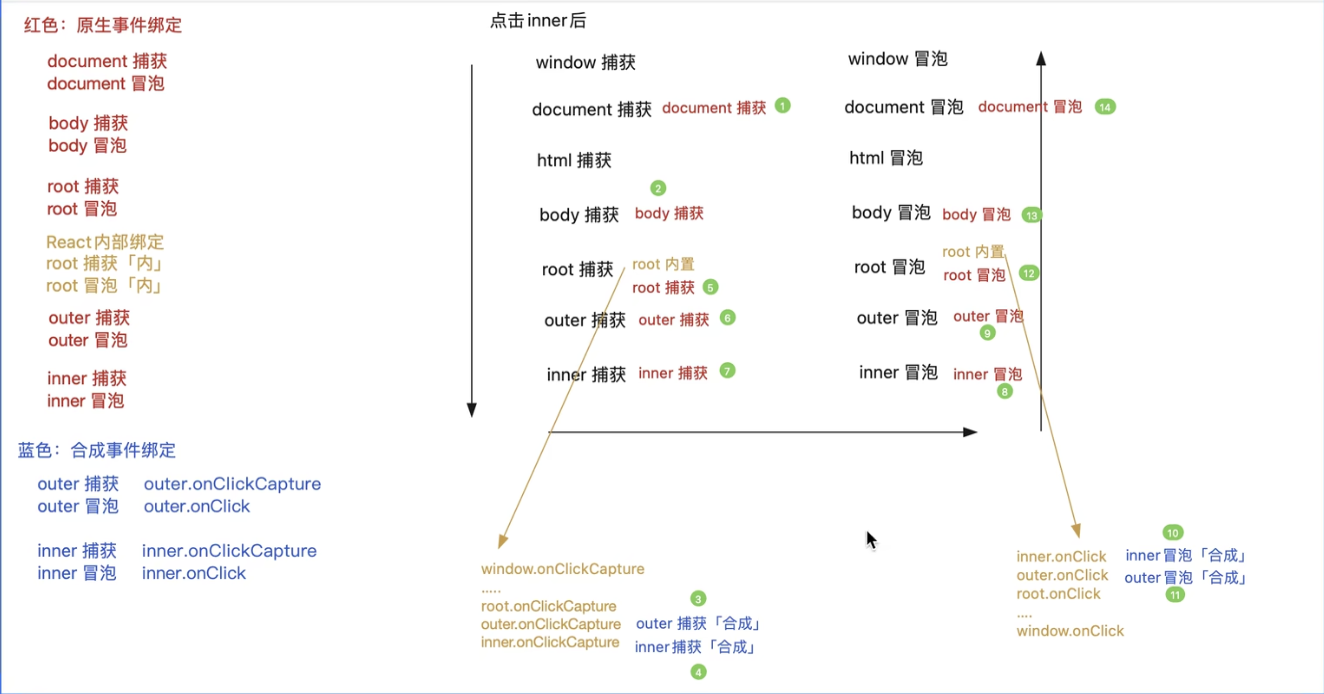 红色：原生事件绑定
document 捕获
document 冒泡
body 捕获
body 冒泡
root 捕获
root 冒泡
React内部绑定
root 捕获「内」
root 冒泡「内」
outer 捕获
outer 冒泡
inner 捕获
inner 冒泡
蓝色：合成事件绑定
outer 捕获 outer.onClickCapture
outer 冒泡 outer.onClick
inner 捕获 inner.onClickCapture
inner 冒泡 inner.onClick
点击inner后
window 捕获
document 捕获 document 捕获 1
html 捕获
2
body 捕获 body 捕获
root 捕获 root 内置
root 捕获 5
outer 捕获 outer 捕获 6
inner 捕获 inner 捕获 7
window 冒泡
document 冒泡 document 冒泡 14
html 冒泡
body 冒泡 body 冒泡 13
root 内置
root 冒泡 root 冒泡 12
outer 冒泡 outer 冒泡
9
inner 冒泡 inner 冒泡
8
window.onClickCapture
.....
root.onClickCapture 3
outer.onClickCapture outer 捕获「合成」
inner.onClickCapture inner捕获「合成」
4
10
inner.onClick inner冒泡「合成」
outer.onClick outer冒泡「合成」
root.onClick 11
....
window.onClick